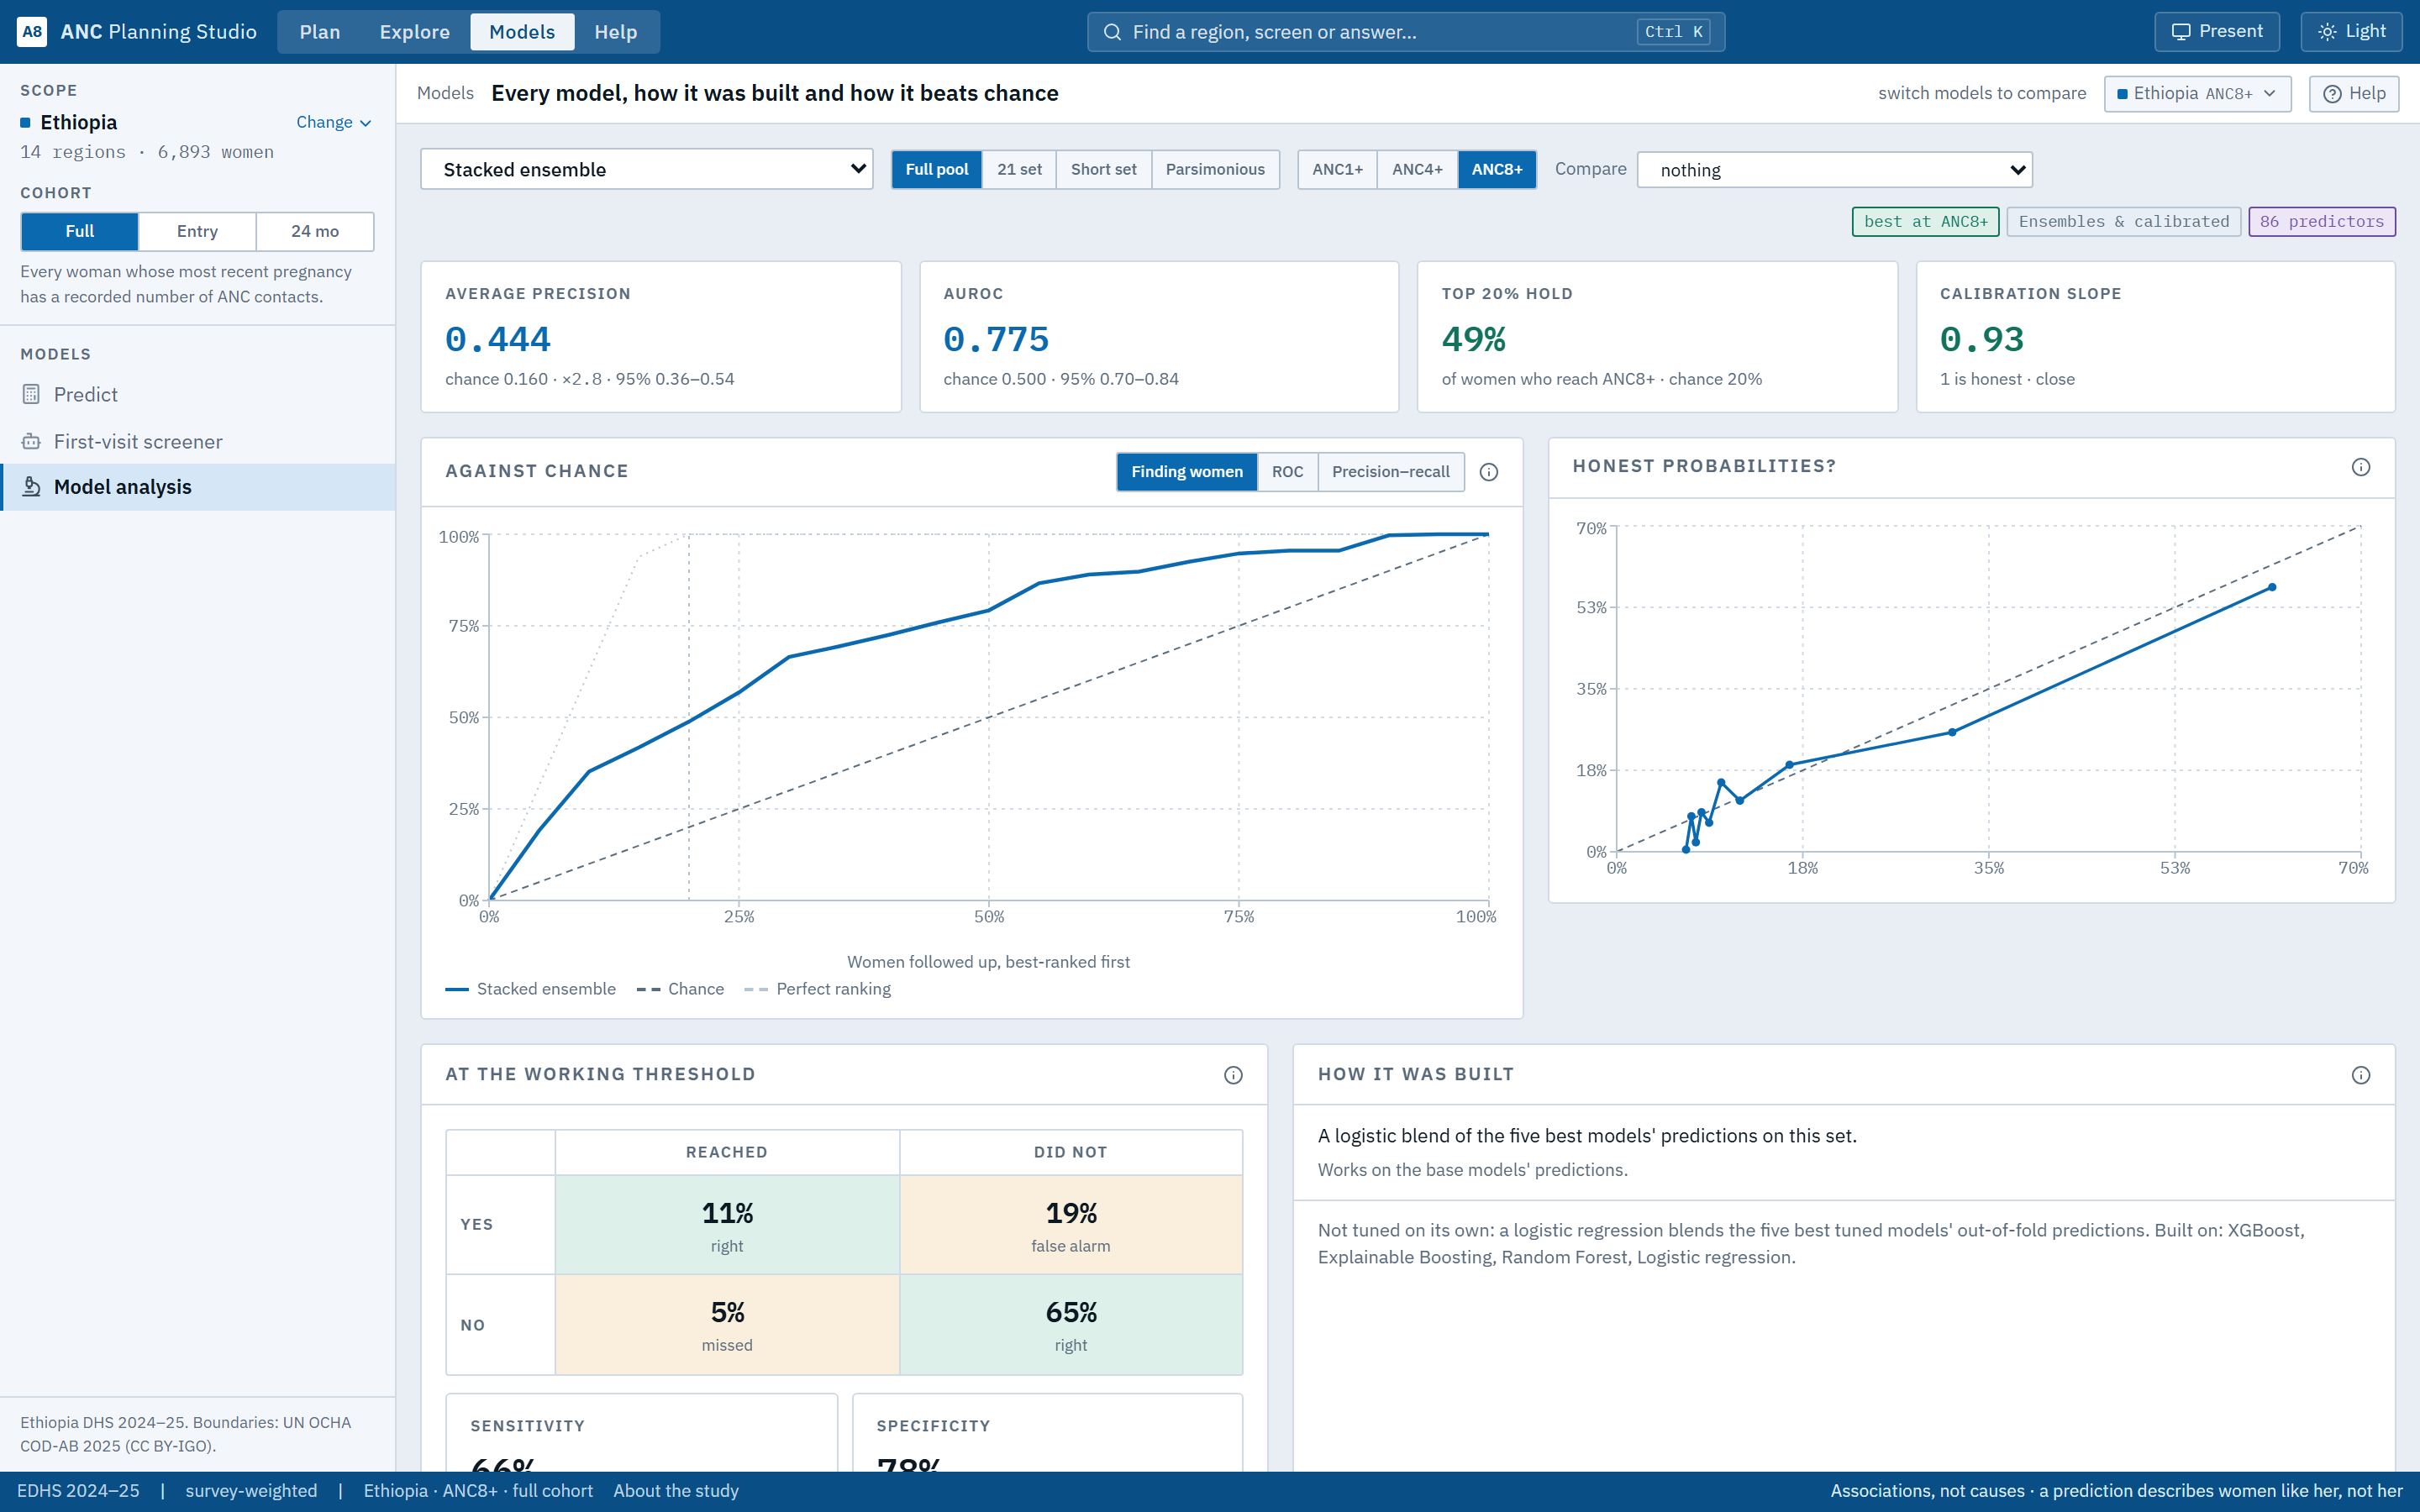 A8 ANC Planning Studio Plan Explore Models Help Find a region, screen or answer... Ctrl K Present Light
SCOPE
Ethiopia Change
14 regions · 6,893 women
COHORT
Full Entry 24 mo
Every woman whose most recent pregnancy
has a recorded number of ANC contacts.
MODELS
Predict
First-visit screener
Model analysis
Ethiopia DHS 2024–25. Boundaries: UN OCHA
COD-AB 2025 (CC BY-IGO).
Models Every model, how it was built and how it beats chance switch models to compare Ethiopia ANC8+ Help
Stacked ensemble Full pool 21 set Short set Parsimonious ANC1+ ANC4+ ANC8+ Compare nothing
best at ANC8+ Ensembles & calibrated 86 predictors
AVERAGE PRECISION
0.444
chance 0.160 · ×2.8 · 95% 0.36–0.54
AUROC
0.775
chance 0.500 · 95% 0.70–0.84
TOP 20% HOLD
49%
of women who reach ANC8+ · chance 20%
CALIBRATION SLOPE
0.93
1 is honest · close
AGAINST CHANCE Finding women ROC Precision–recall
100%
75%
50%
25%
0%
0% 25% 50% 75% 100%
Women followed up, best-ranked first
Stacked ensemble Chance Perfect ranking
HONEST PROBABILITIES?
70%
53%
35%
18%
0%
0% 18% 35% 53% 70%
AT THE WORKING THRESHOLD
REACHED DID NOT
YES 11% 19%
right false alarm
NO 5% 65%
missed right
SENSITIVITY SPECIFICITY
66% 78%
HOW IT WAS BUILT
A logistic blend of the five best models' predictions on this set.
Works on the base models' predictions.
Not tuned on its own: a logistic regression blends the five best tuned models' out-of-fold predictions. Built on: XGBoost,
Explainable Boosting, Random Forest, Logistic regression.
EDHS 2024–25 | survey-weighted | Ethiopia · ANC8+ · full cohort About the study Associations, not causes · a prediction describes women like her, not her